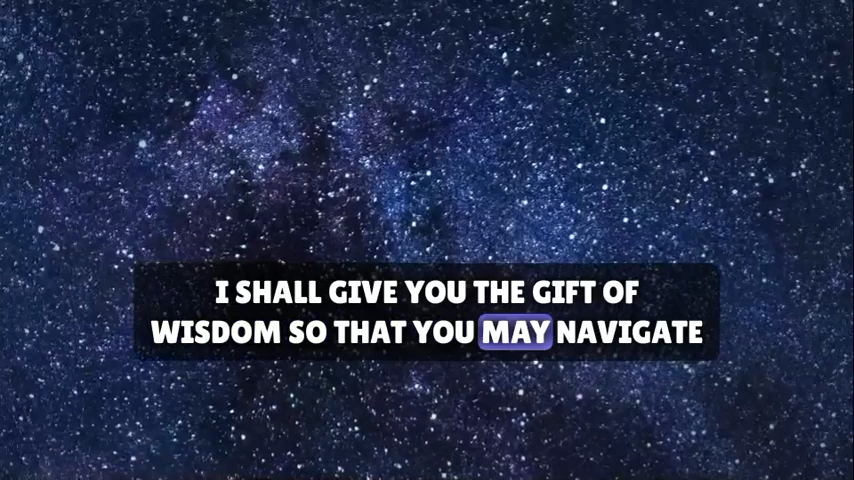 I SHALL GIVE YOU THE GIFT OF
WISDOM SO THAT YOU MAY NAVIGATE